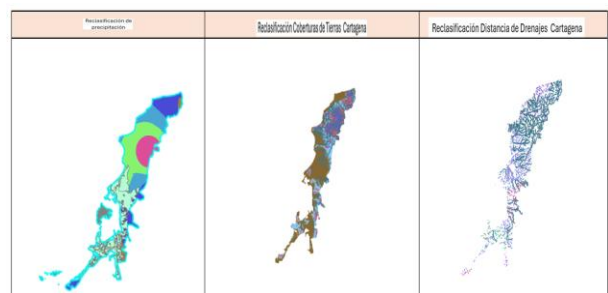 Reclasificación de
precipitación
Reclasificación Coberturas de Tierras Cartagena
Reclasificación Distancia de Drenajes Cartagena